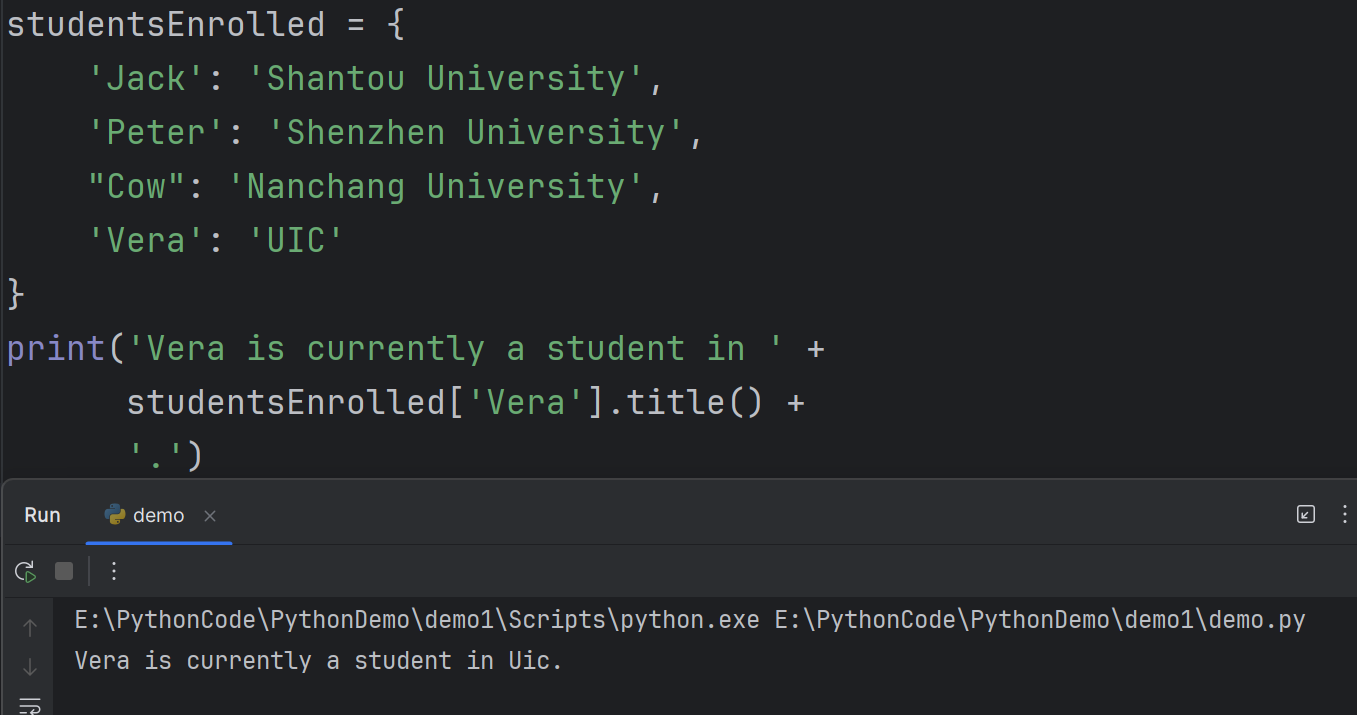 studentsEnrolled = {
    'Jack': 'Shantou University',
    'Peter': 'Shenzhen University',
    "Cow": 'Nanchang University',
    'Vera': 'UIC'
}
print('Vera is currently a student in ' +
      studentsEnrolled['Vera'].title() +
      '.')
Run demo
E:\PythonCode\PythonDemo\demo1\Scripts\python.exe E:\PythonCode\PythonDemo\demo1\demo.py
Vera is currently a student in Uic.